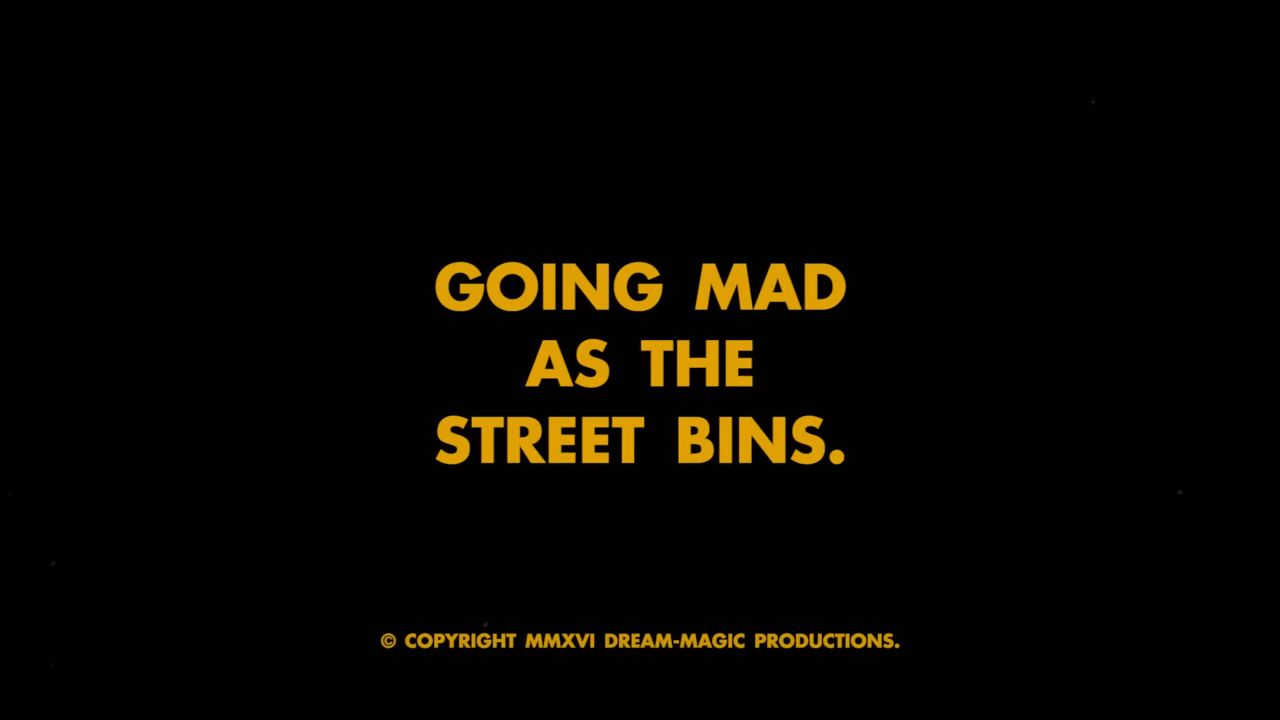 GOING MAD
AS THE
STREET BINS.
© COPYRIGHT MMXVI DREAM-MAGIC PRODUCTIONS.